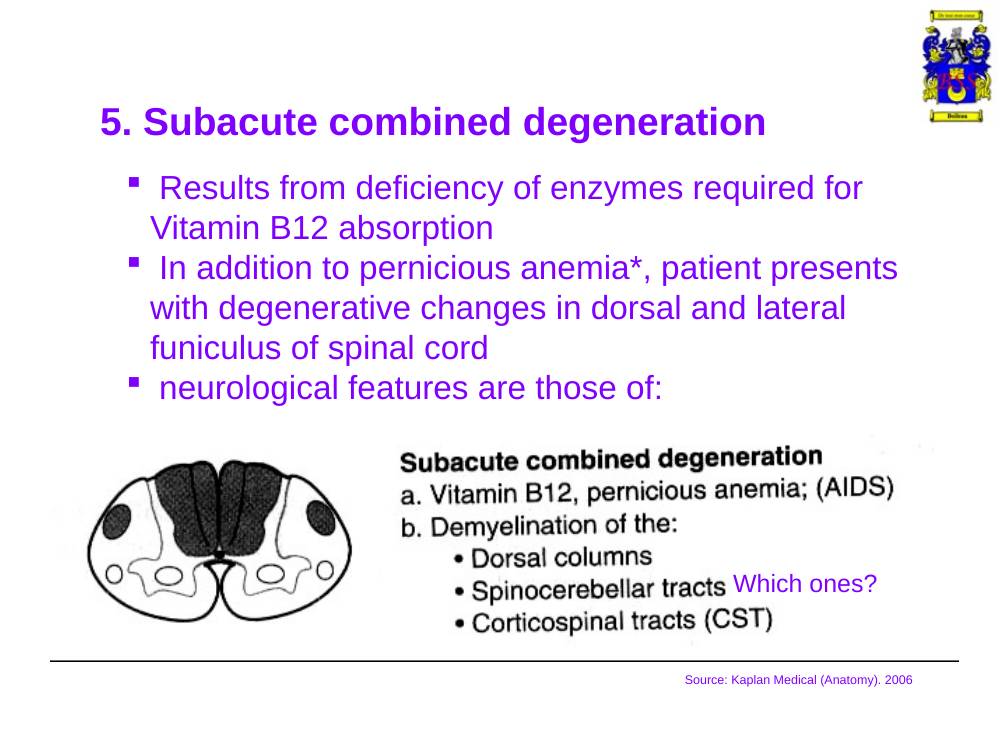 5. Subacute combined degeneration
▪ Results from deficiency of enzymes required for
Vitamin B12 absorption
▪ In addition to pernicious anemia*, patient presents
with degenerative changes in dorsal and lateral
funiculus of spinal cord
▪ neurological features are those of:
Subacute combined degeneration
a. Vitamin B12, pernicious anemia; (AIDS)
b. Demyelination of the:
• Dorsal columns
• Spinocerebellar tracts Which ones?
• Corticospinal tracts (CST)
Source: Kaplan Medical (Anatomy). 2006